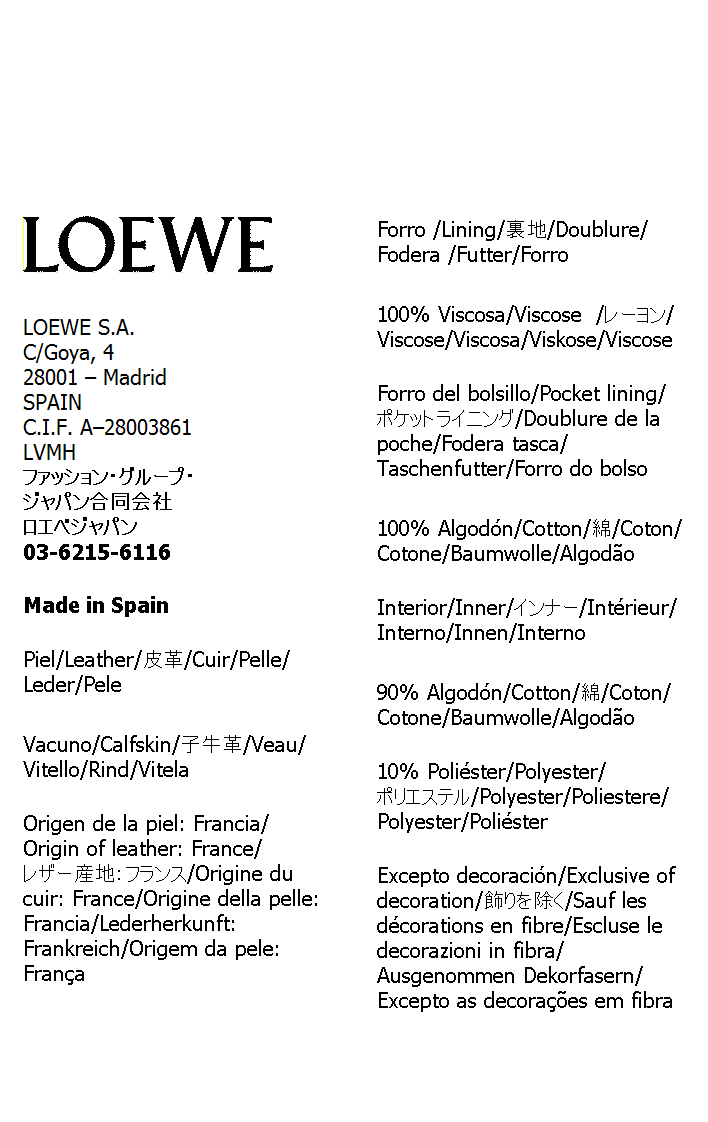 LOEWE
LOEWE S.A.
C/Goya, 4
28001 – Madrid
SPAIN
C.I.F. A–28003861
LVMH
ファッション・グループ・
ジャパン合同会社
ロエベジャパン
03-6215-6116
Made in Spain
Piel/Leather/皮革/Cuir/Pelle/
Leder/Pele
Vacuno/Calfskin/子牛革/Veau/
Vitello/Rind/Vitela
Origen de la piel: Francia/
Origin of leather: France/
レザー産地：フランス/Origine du
cuir: France/Origine della pelle:
Francia/Lederherkunft:
Frankreich/Origem da pele:
França
Forro /Lining/裏地/Doublure/
Fodera /Futter/Forro
100% Viscosa/Viscose  /レーヨン/
Viscose/Viscosa/Viskose/Viscose
Forro del bolsillo/Pocket lining/
ポケットライニング/Doublure de la
poche/Fodera tasca/
Taschenfutter/Forro do bolso
100% Algodón/Cotton/綿/Coton/
Cotone/Baumwolle/Algodão
Interior/Inner/インナー/Intérieur/
Interno/Innen/Interno
90% Algodón/Cotton/綿/Coton/
Cotone/Baumwolle/Algodão
10% Poliéster/Polyester/
ポリエステル/Polyester/Poliestere/
Polyester/Poliéster
Excepto decoración/Exclusive of
decoration/飾りを除く/Sauf les
décorations en fibre/Escluse le
decorazioni in fibra/
Ausgenommen Dekorfasern/
Excepto as decorações em fibra